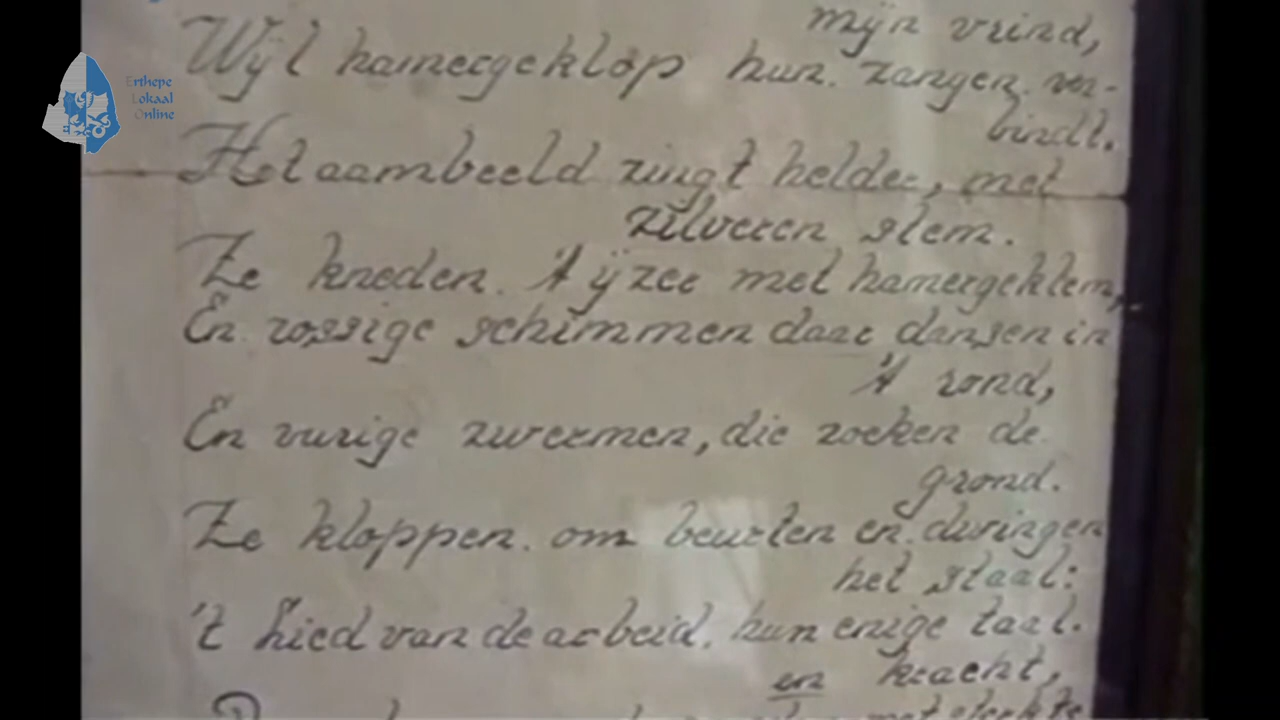 Erthepe
Lokaal
Online
mijn vrind,
Wijl hamergeklop hun zangen ver-
bindt.
Het aambeeld zingt helder, met
zilveren stem.
Ze kneden 't ijzer met hamergeklem,
En rossige schimmen daar dansen in
't rond,
En vurige zwermen, die zoeken de
grond.
Ze kloppen om beurten en dwingen
het staal:
't Lied van de arbeid, hun enige taal.
en kracht,